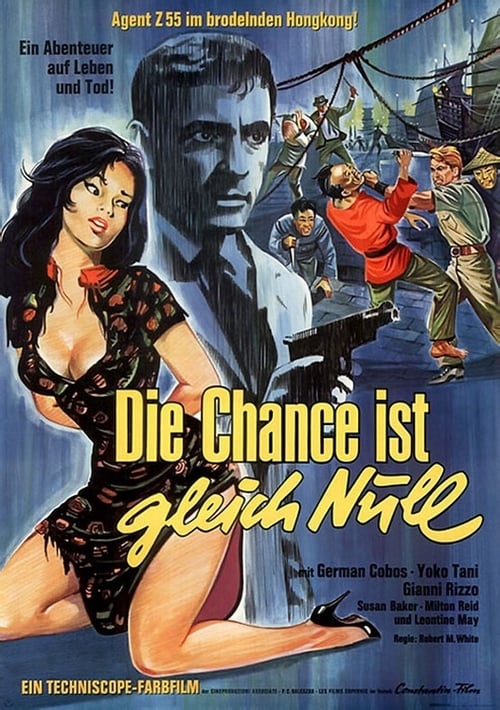 Agent Z 55 im brodelnden Hongkong!
Ein Abenteuer
auf Leben
und Tod!
Die Chance ist
gleich Null
mit German Cobos · Yoko Tani
Gianni Rizzo
Susan Baker · Milton Reid
und Leontine May
Regie: Robert M. White
EIN TECHNISCOPE-FARBFILM
Constantin-Film